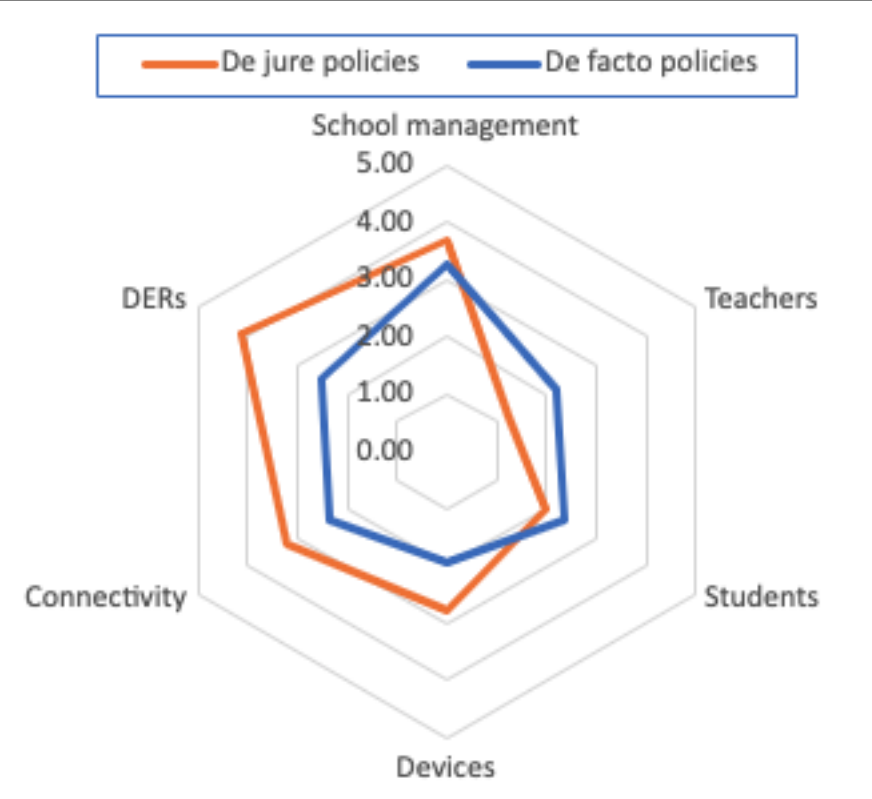 De jure policies De facto policies
School management
5.00
4.00
3.00
DERs Teachers
2.00
1.00
0.00
Connectivity Students
Devices